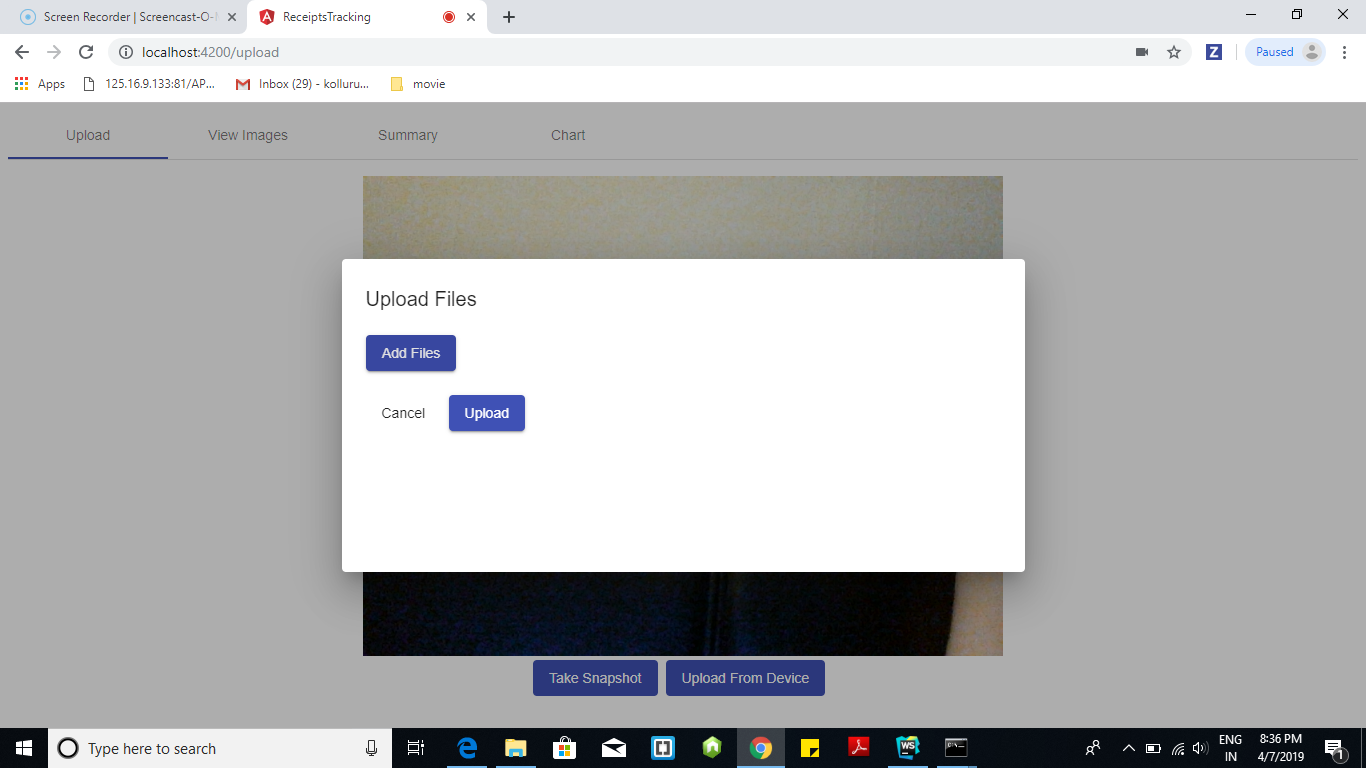 Screen Recorder | Screencast-O-
ReceiptsTracking
localhost:4200/upload
Z
Paused
Apps
125.16.9.133:81/AP...
Inbox (29) - kolluru...
movie
Upload
View Images
Summary
Chart
Upload Files
Add Files
Cancel
Upload
Take Snapshot
Upload From Device
Type here to search
WS
ENG
IN
8:36 PM
4/7/2019
1